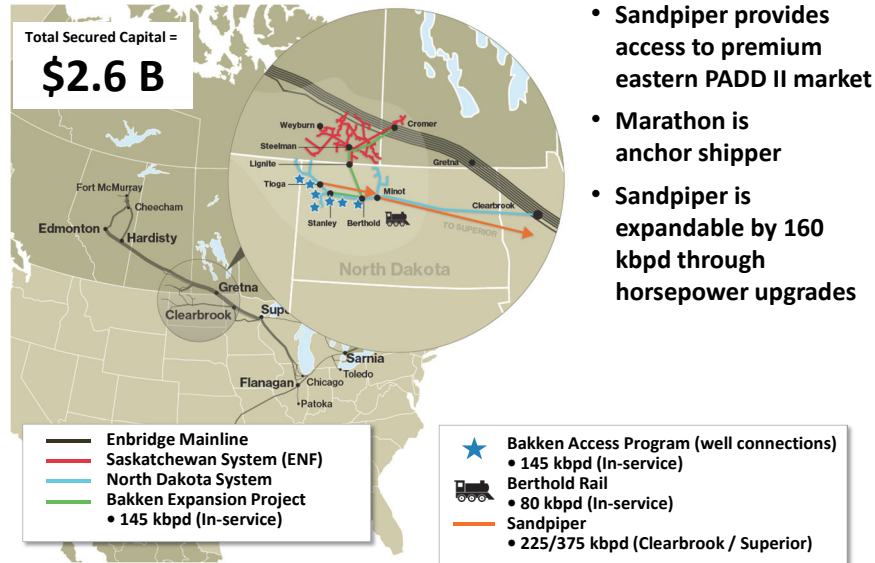 Total Secured Capital =
$2.6 B
• Sandpiper provides
access to premium
eastern PADD II market
• Marathon is
anchor shipper
• Sandpiper is
expandable by 160
kbpd through
horsepower upgrades
Weyburn
Cromer
Steelman
Lignite
Gretna
Tioga
Minot
Clearbrook
Stanley
Berthold
TO SUPERIOR
North Dakota
Fort McMurray
Cheecham
Edmonton
Hardisty
Gretna
Clearbrook
Supe
Sarnia
Toledo
Flanagan
Chicago
Patoka
Enbridge Mainline
Saskatchewan System (ENF)
North Dakota System
Bakken Expansion Project
• 145 kbpd (In-service)
Bakken Access Program (well connections)
• 145 kbpd (In-service)
Berthold Rail
• 80 kbpd (In-service)
Sandpiper
• 225/375 kbpd (Clearbrook / Superior)